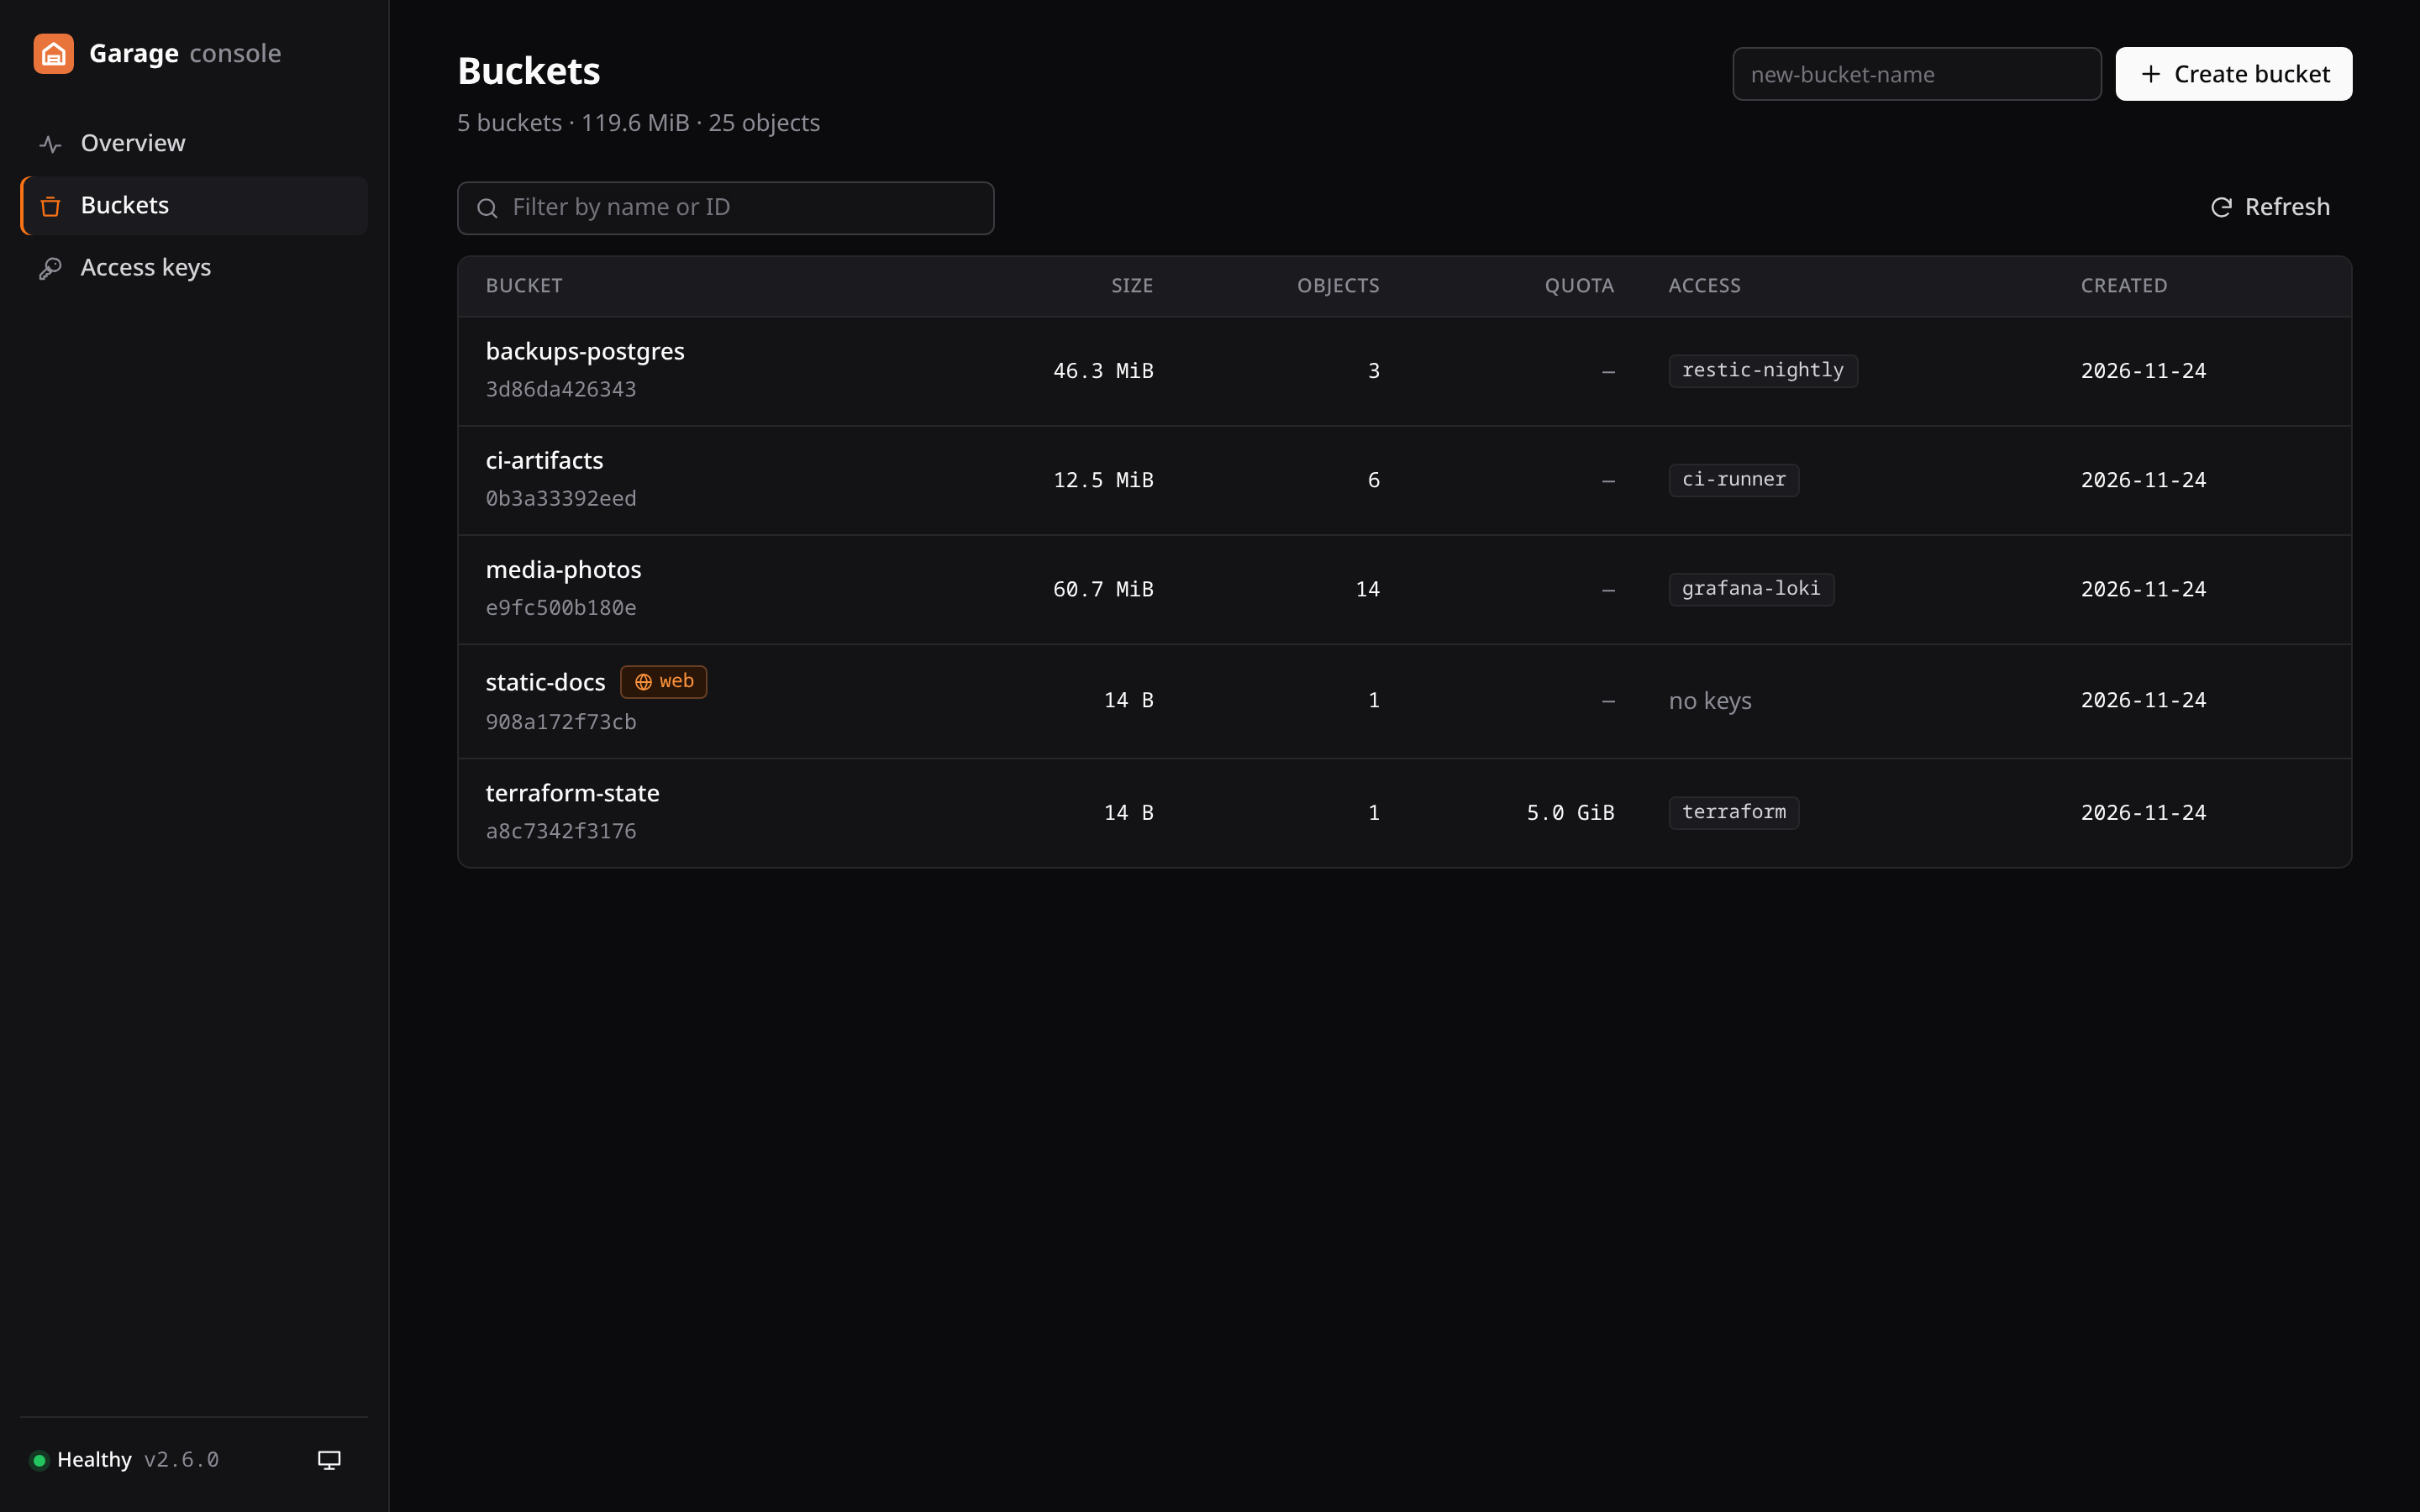 Garage console
Overview
Buckets
Access keys
Healthy v2.6.0
Buckets
5 buckets · 119.6 MiB · 25 objects
new-bucket-name
+ Create bucket
Filter by name or ID
Refresh
BUCKET SIZE OBJECTS QUOTA ACCESS CREATED
backups-postgres
3d86da426343
46.3 MiB 3 — restic-nightly 2026-11-24
ci-artifacts
0b3a33392eed
12.5 MiB 6 — ci-runner 2026-11-24
media-photos
e9fc500b180e
60.7 MiB 14 — grafana-loki 2026-11-24
static-docs web
908a172f73cb
14 B 1 — no keys 2026-11-24
terraform-state
a8c7342f3176
14 B 1 5.0 GiB terraform 2026-11-24